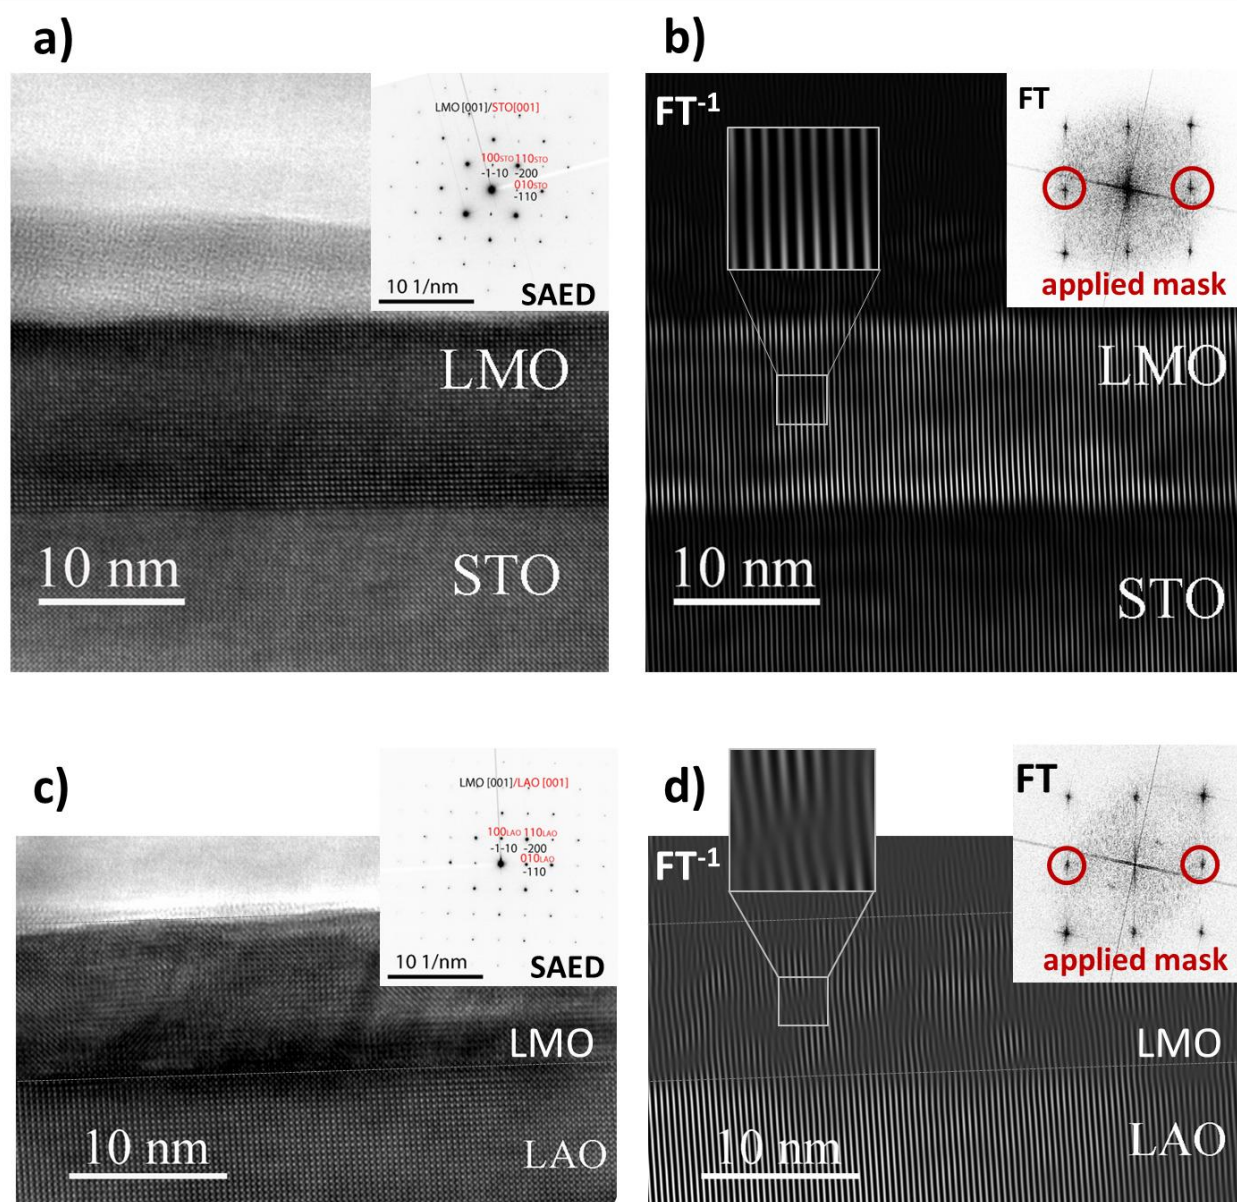 a)
LMO [001]/STO[001]
100STO 110STO
-1-10 -200
010STO
-110
10 1/nm
SAED
LMO
10 nm
STO
b)
FT-1
FT
applied mask
LMO
10 nm
STO
c)
LMO [001]/LAO [001]
100LAO 110LAO
-1-10 -200
010LAO
-110
10 1/nm
SAED
LMO
10 nm
LAO
d)
FT-1
FT
applied mask
LMO
10 nm
LAO